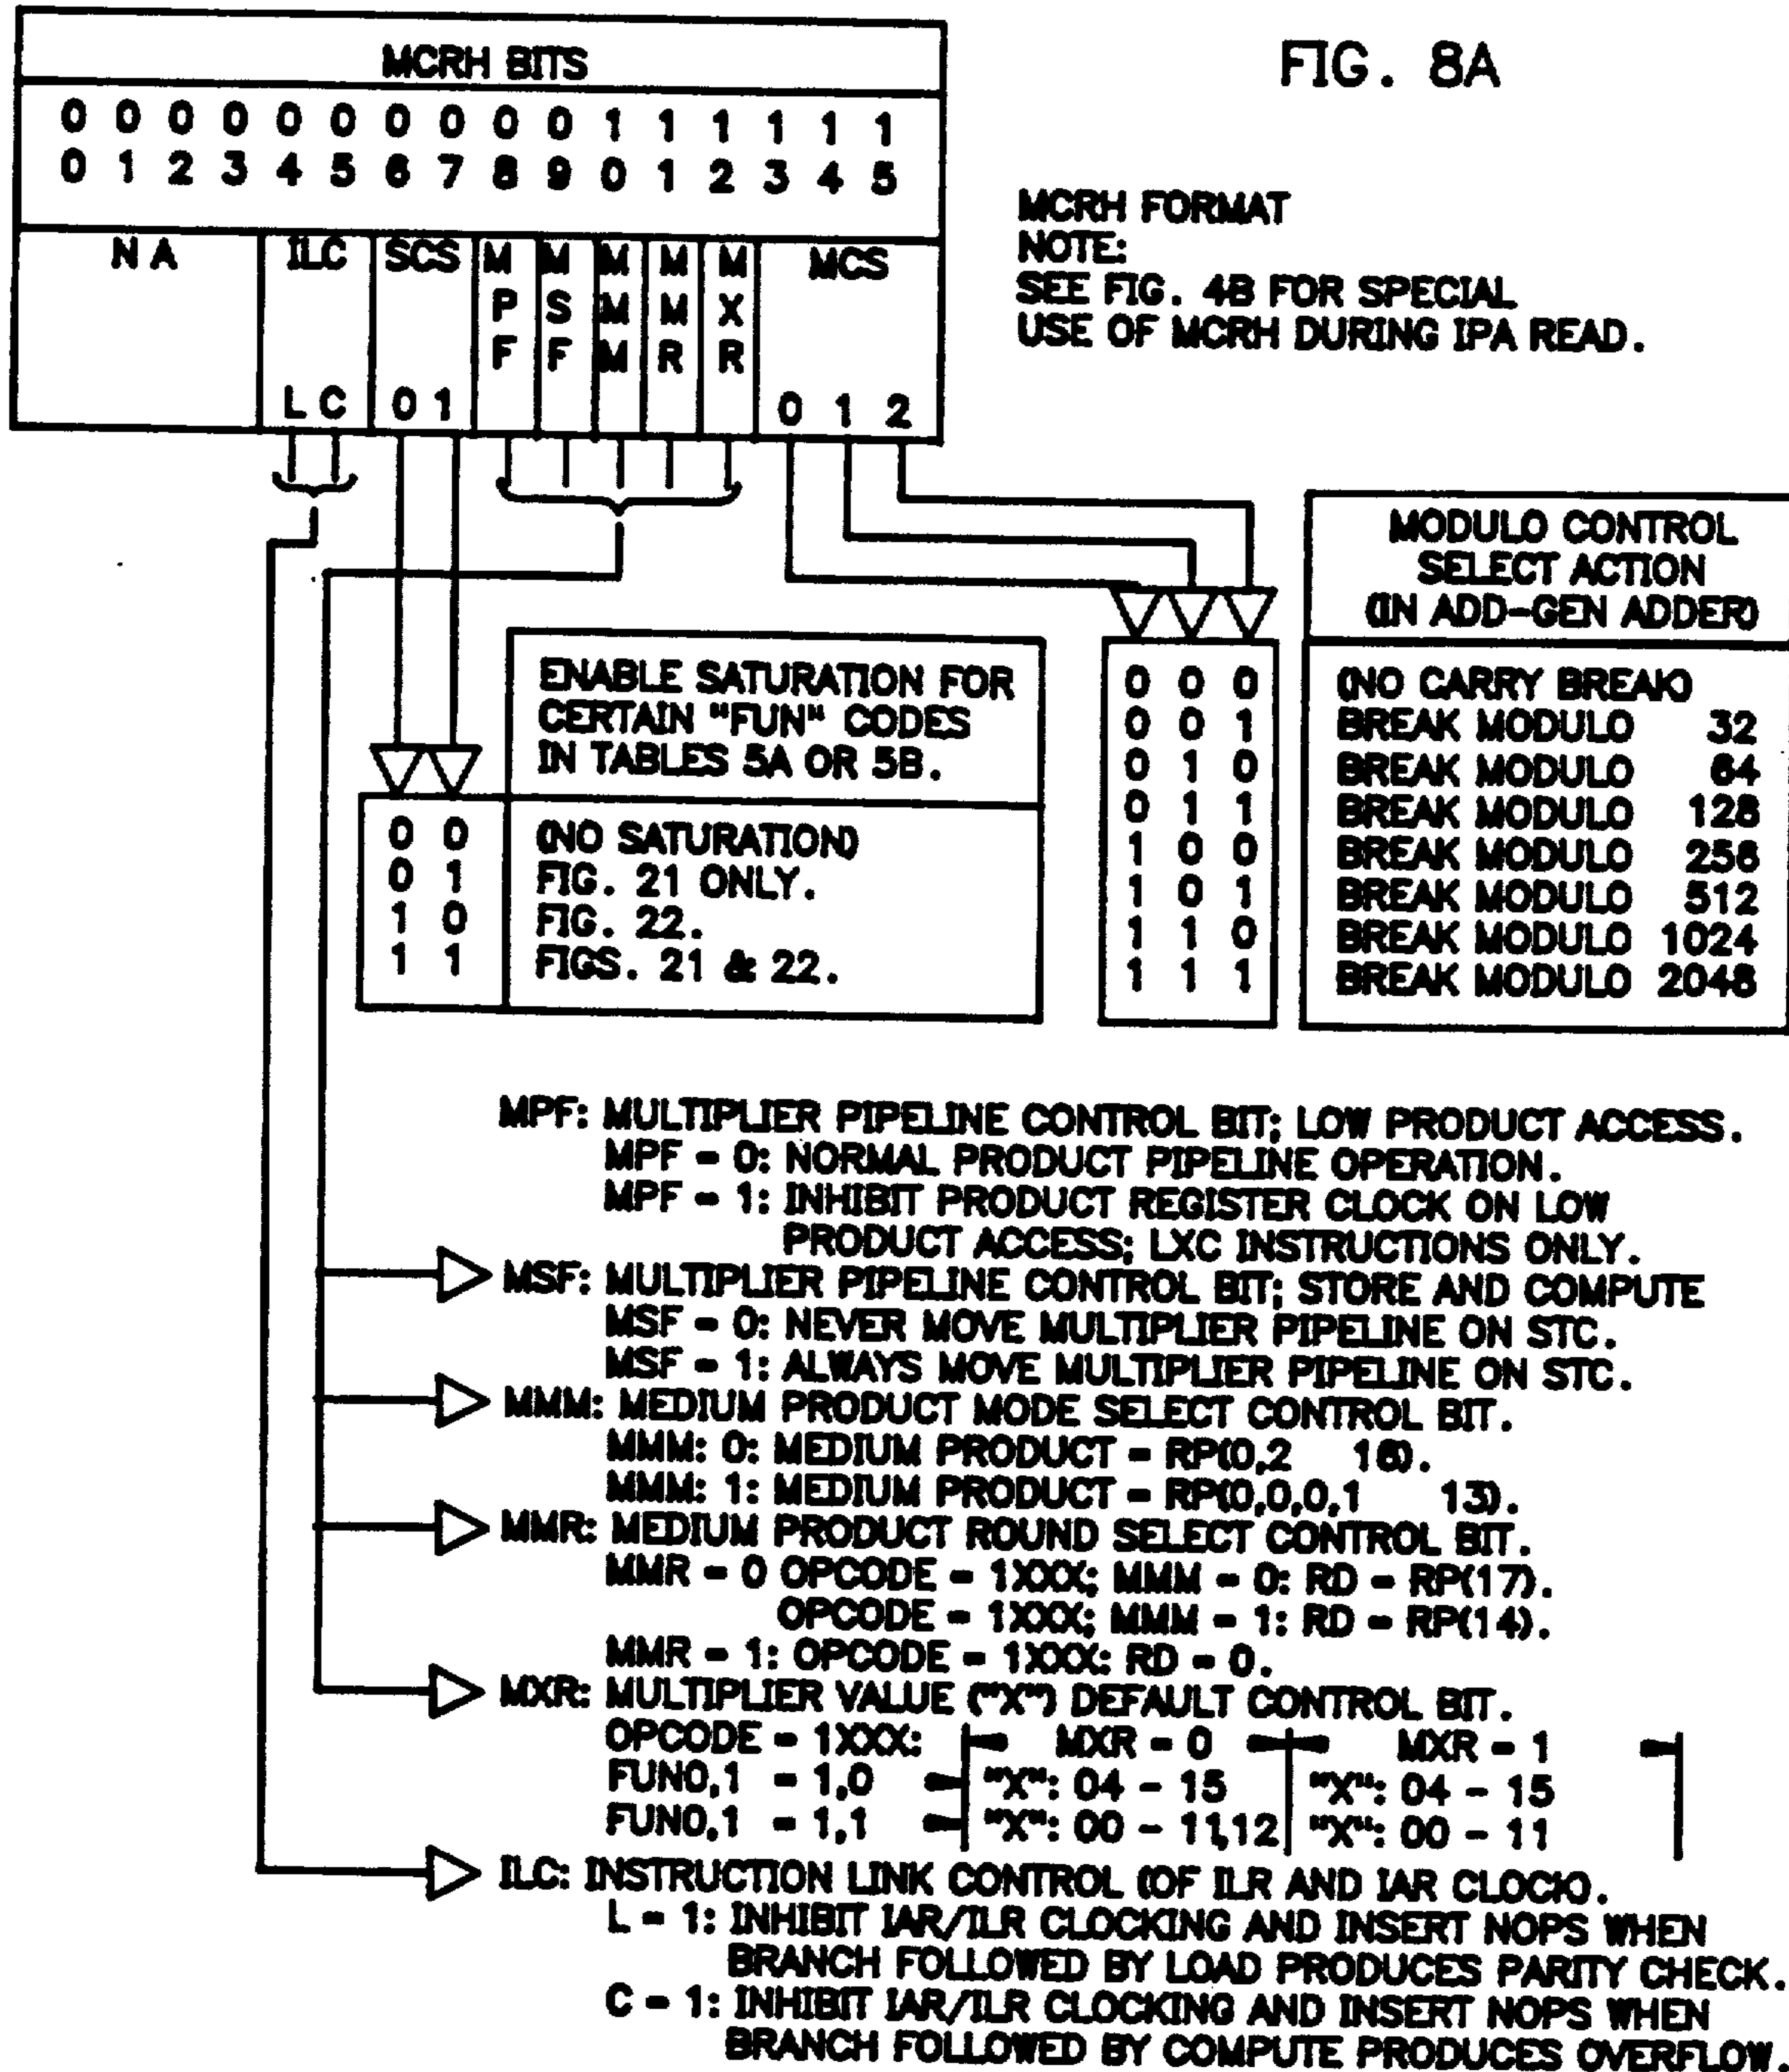 FIG. 8A
MCRH BITS
0 0 0 0 0 0 0 0 0 0 1 1 1 1 1 1
0 1 2 3 4 5 6 7 8 9 0 1 2 3 4 5
NA ILC SCS MPF MSF MMM MMR MXR MCS
L C 0 1 0 1 2
MCRH FORMAT
NOTE:
SEE FIG. 4B FOR SPECIAL
USE OF MCRH DURING IPA READ.
MODULO CONTROL
SELECT ACTION
(IN ADD-GEN ADDER)
0 0 0 (NO CARRY BREAK)
0 0 1 BREAK MODULO 32
0 1 0 BREAK MODULO 64
0 1 1 BREAK MODULO 128
1 0 0 BREAK MODULO 256
1 0 1 BREAK MODULO 512
1 1 0 BREAK MODULO 1024
1 1 1 BREAK MODULO 2048
ENABLE SATURATION FOR
CERTAIN "FUN" CODES
IN TABLES 5A OR 5B.
0 0 (NO SATURATION)
0 1 FIG. 21 ONLY.
1 0 FIG. 22.
1 1 FIGS. 21 & 22.
MPF: MULTIPLIER PIPELINE CONTROL BIT; LOW PRODUCT ACCESS.
MPF = 0: NORMAL PRODUCT PIPELINE OPERATION.
MPF = 1: INHIBIT PRODUCT REGISTER CLOCK ON LOW
PRODUCT ACCESS; LXC INSTRUCTIONS ONLY.
MSF: MULTIPLIER PIPELINE CONTROL BIT; STORE AND COMPUTE
MSF = 0: NEVER MOVE MULTIPLIER PIPELINE ON STC.
MSF = 1: ALWAYS MOVE MULTIPLIER PIPELINE ON STC.
MMM: MEDIUM PRODUCT MODE SELECT CONTROL BIT.
MMM: 0: MEDIUM PRODUCT = RP(0,2 16).
MMM: 1: MEDIUM PRODUCT = RP(0,0,0,1 13).
MMR: MEDIUM PRODUCT ROUND SELECT CONTROL BIT.
MMR = 0 OPCODE = 1XXX; MMM = 0: RD = RP(17).
OPCODE = 1XXX; MMM = 1: RD = RP(14).
MMR = 1: OPCODE = 1XXX: RD = 0.
MXR: MULTIPLIER VALUE ("X") DEFAULT CONTROL BIT.
OPCODE = 1XXX: MXR = 0 MXR = 1
FUN0,1 = 1,0 "X": 04 - 15 "X": 04 - 15
FUN0,1 = 1,1 "X": 00 - 11,12 "X": 00 - 11
ILC: INSTRUCTION LINK CONTROL (OF ILR AND IAR CLOCK).
L = 1: INHIBIT IAR/ILR CLOCKING AND INSERT NOPS WHEN
BRANCH FOLLOWED BY LOAD PRODUCES PARITY CHECK.
C = 1: INHIBIT IAR/ILR CLOCKING AND INSERT NOPS WHEN
BRANCH FOLLOWED BY COMPUTE PRODUCES OVERFLOW